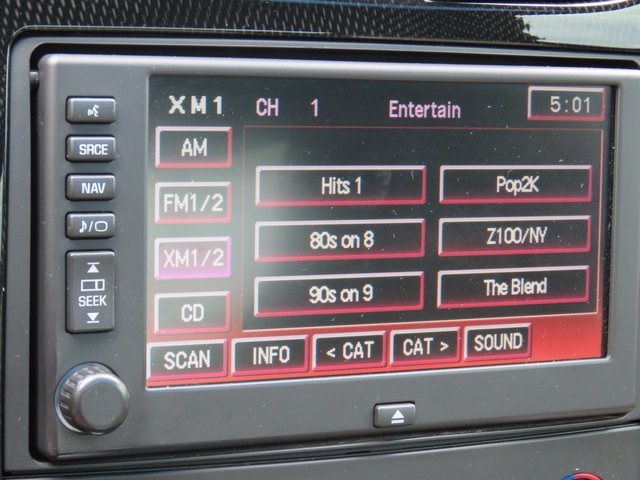 XM1 CH 1 Entertain 5:01
AM
SRCE
Hits 1 Pop2K
NAV
FM1/2
80s on 8 Z100/NY
XM1/2
90s on 9 The Blend
SEEK
CD
SCAN INFO < CAT CAT > SOUND